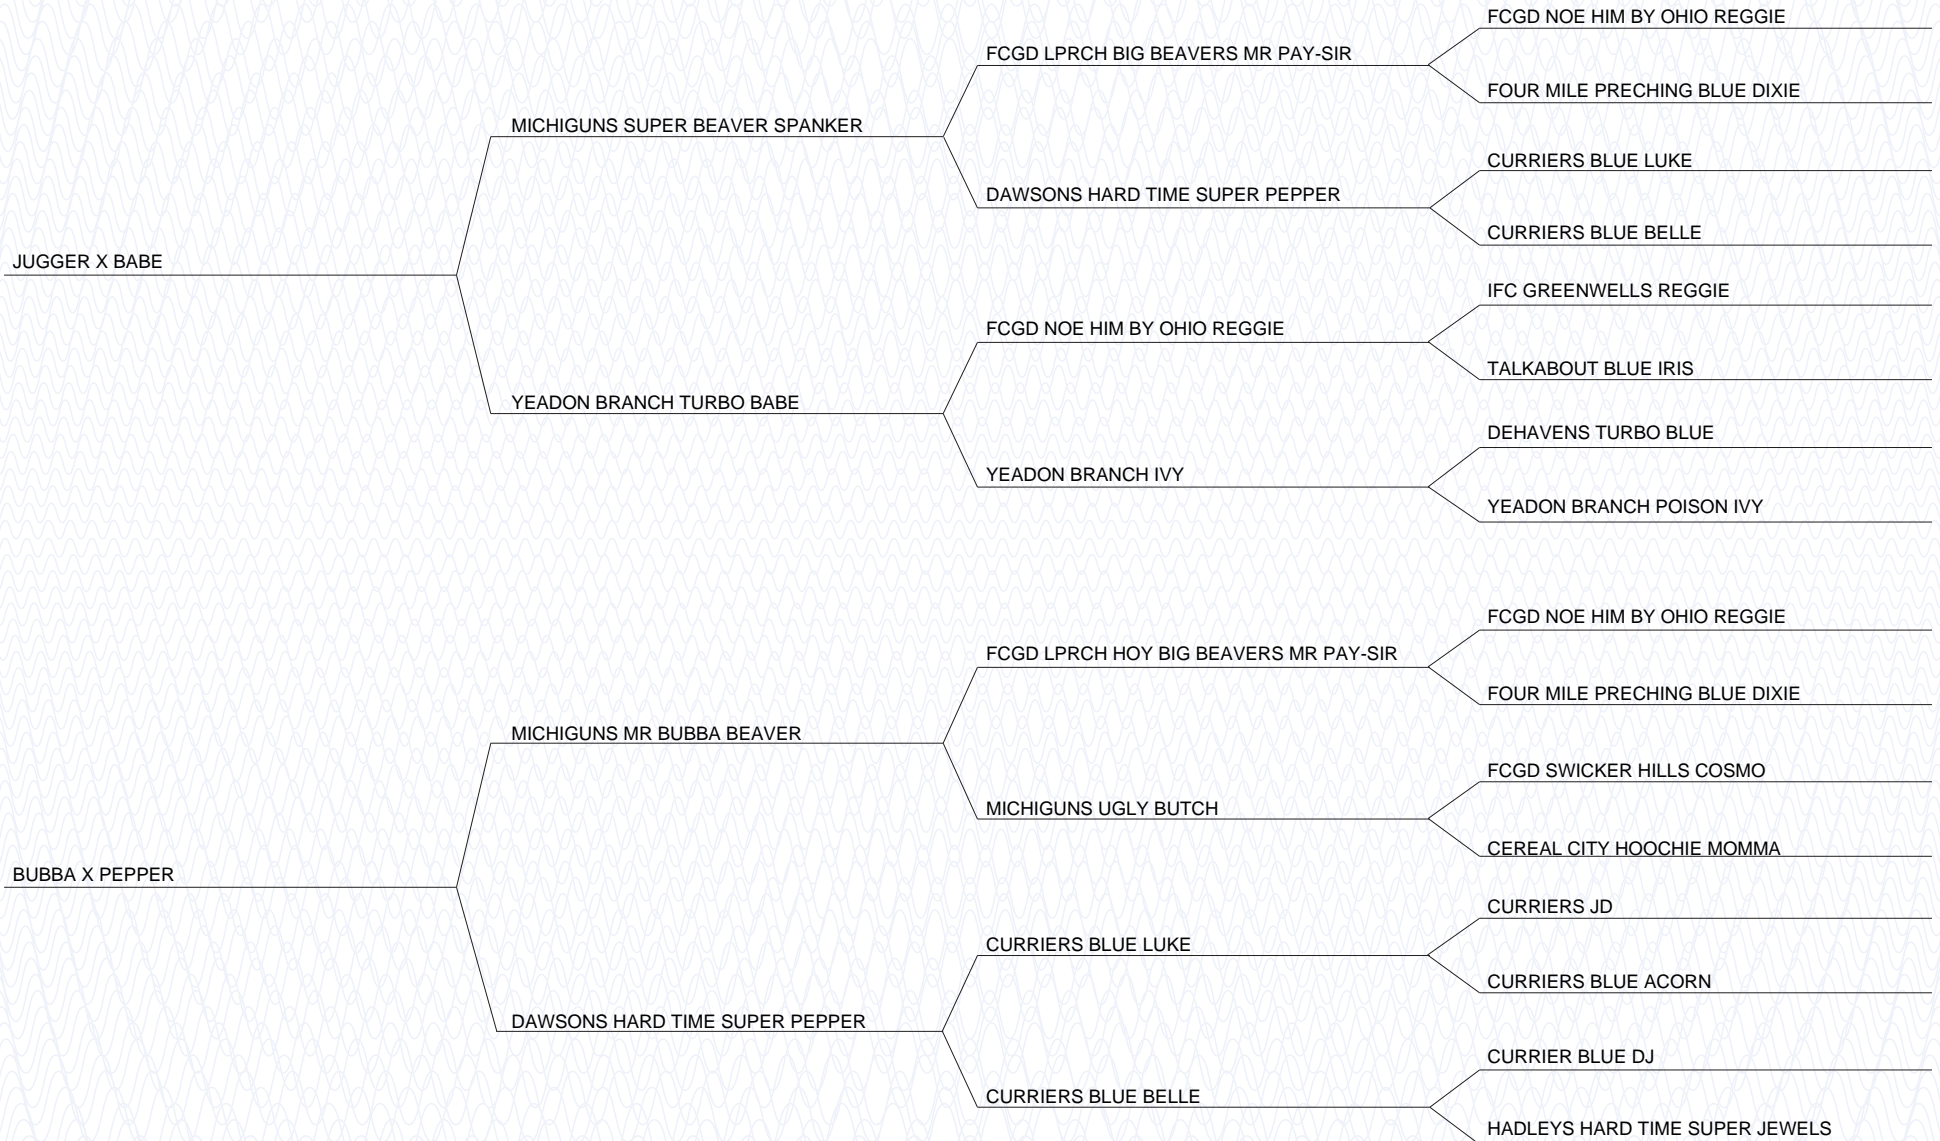 FCGD NOE HIM BY OHIO REGGIE
FCGD LPRCH BIG BEAVERS MR PAY-SIR
FOUR MILE PRECHING BLUE DIXIE
MICHIGUNS SUPER BEAVER SPANKER
CURRIERS BLUE LUKE
DAWSONS HARD TIME SUPER PEPPER
CURRIERS BLUE BELLE
JUGGER X BABE
IFC GREENWELLS REGGIE
FCGD NOE HIM BY OHIO REGGIE
TALKABOUT BLUE IRIS
YEADON BRANCH TURBO BABE
DEHAVENS TURBO BLUE
YEADON BRANCH IVY
YEADON BRANCH POISON IVY
FCGD NOE HIM BY OHIO REGGIE
FCGD LPRCH HOY BIG BEAVERS MR PAY-SIR
FOUR MILE PRECHING BLUE DIXIE
MICHIGUNS MR BUBBA BEAVER
FCGD SWICKER HILLS COSMO
MICHIGUNS UGLY BUTCH
CEREAL CITY HOOCHIE MOMMA
BUBBA X PEPPER
CURRIERS JD
CURRIERS BLUE LUKE
CURRIERS BLUE ACORN
DAWSONS HARD TIME SUPER PEPPER
CURRIER BLUE DJ
CURRIERS BLUE BELLE
HADLEYS HARD TIME SUPER JEWELS